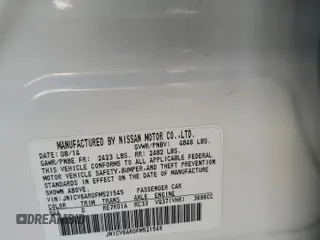 MANUFACTURED BY NISSAN MOTOR CO.,LTD.
DATE: 08/14 GVWR/PNBV: 4846 LBS.
GAWR/PNBE FR: 2423 LBS. RR: 2482 LBS.
THIS VEHICLE CONFORMS TO ALL APPLICABLE FEDERAL
MOTOR VEHICLE SAFETY,BUMPER,AND THEFT PREVENTION
STANDARDS IN EFFECT ON THE DATE OF MANUFACTURE
SHOWN ABOVE.
VIN: JN1CV6AR0FM521545 PASSENGER CAR
COLOR TRIM TRANS AXLE ENGINE
G RE7R01A RC33 VQ37(VHR) 3696CC